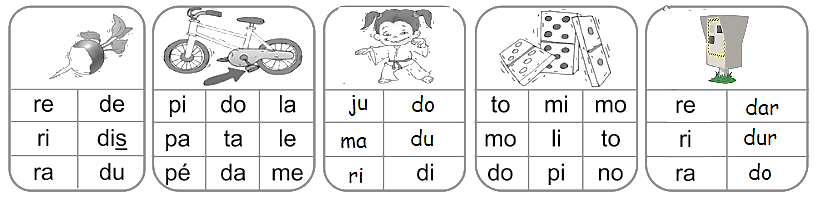 re de
ri dis
ra du
pi do la
pa ta le
pé da me
ju do
ma du
ri di
to mi mo
mo li to
do pi no
re dar
ri dur
ra do